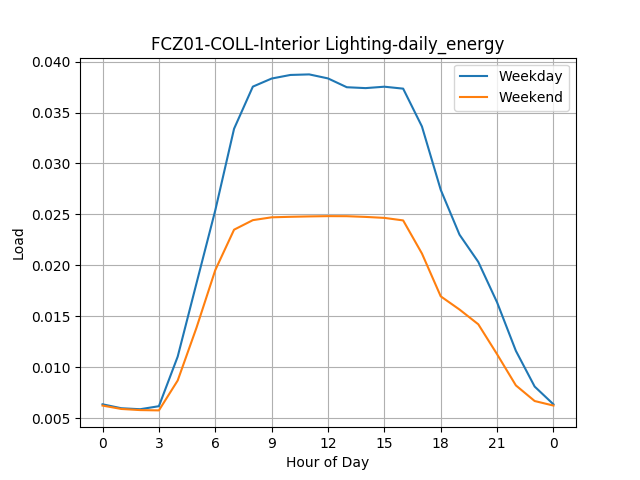 FCZ01-COLL-Interior Lighting-daily_energy
0.040
0.035
0.030
0.025
0.020
0.015
0.010
0.005
Load
Weekday
Weekend
0 3 6 9 12 15 18 21 0
Hour of Day